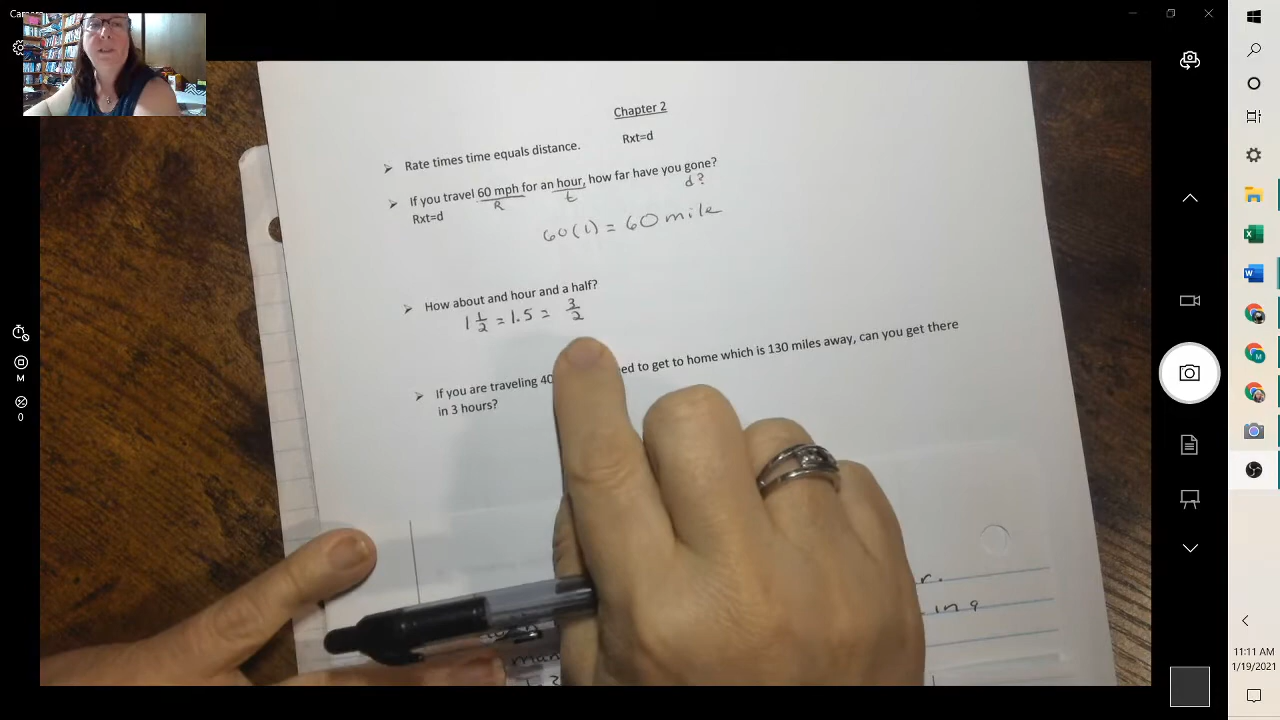 Chapter 2
Rate times time equals distance. Rxt=d
If you travel 60 mph for an hour, how far have you gone?
R t d?
Rxt=d
60(1) = 60 mile
How about and hour and a half?
1 1/2 = 1.5 = 3/2
If you are traveling 40 ed to get to home which is 130 miles away, can you get there
in 3 hours?
r.
in a
M
0
11:11 AM
1/19/2021